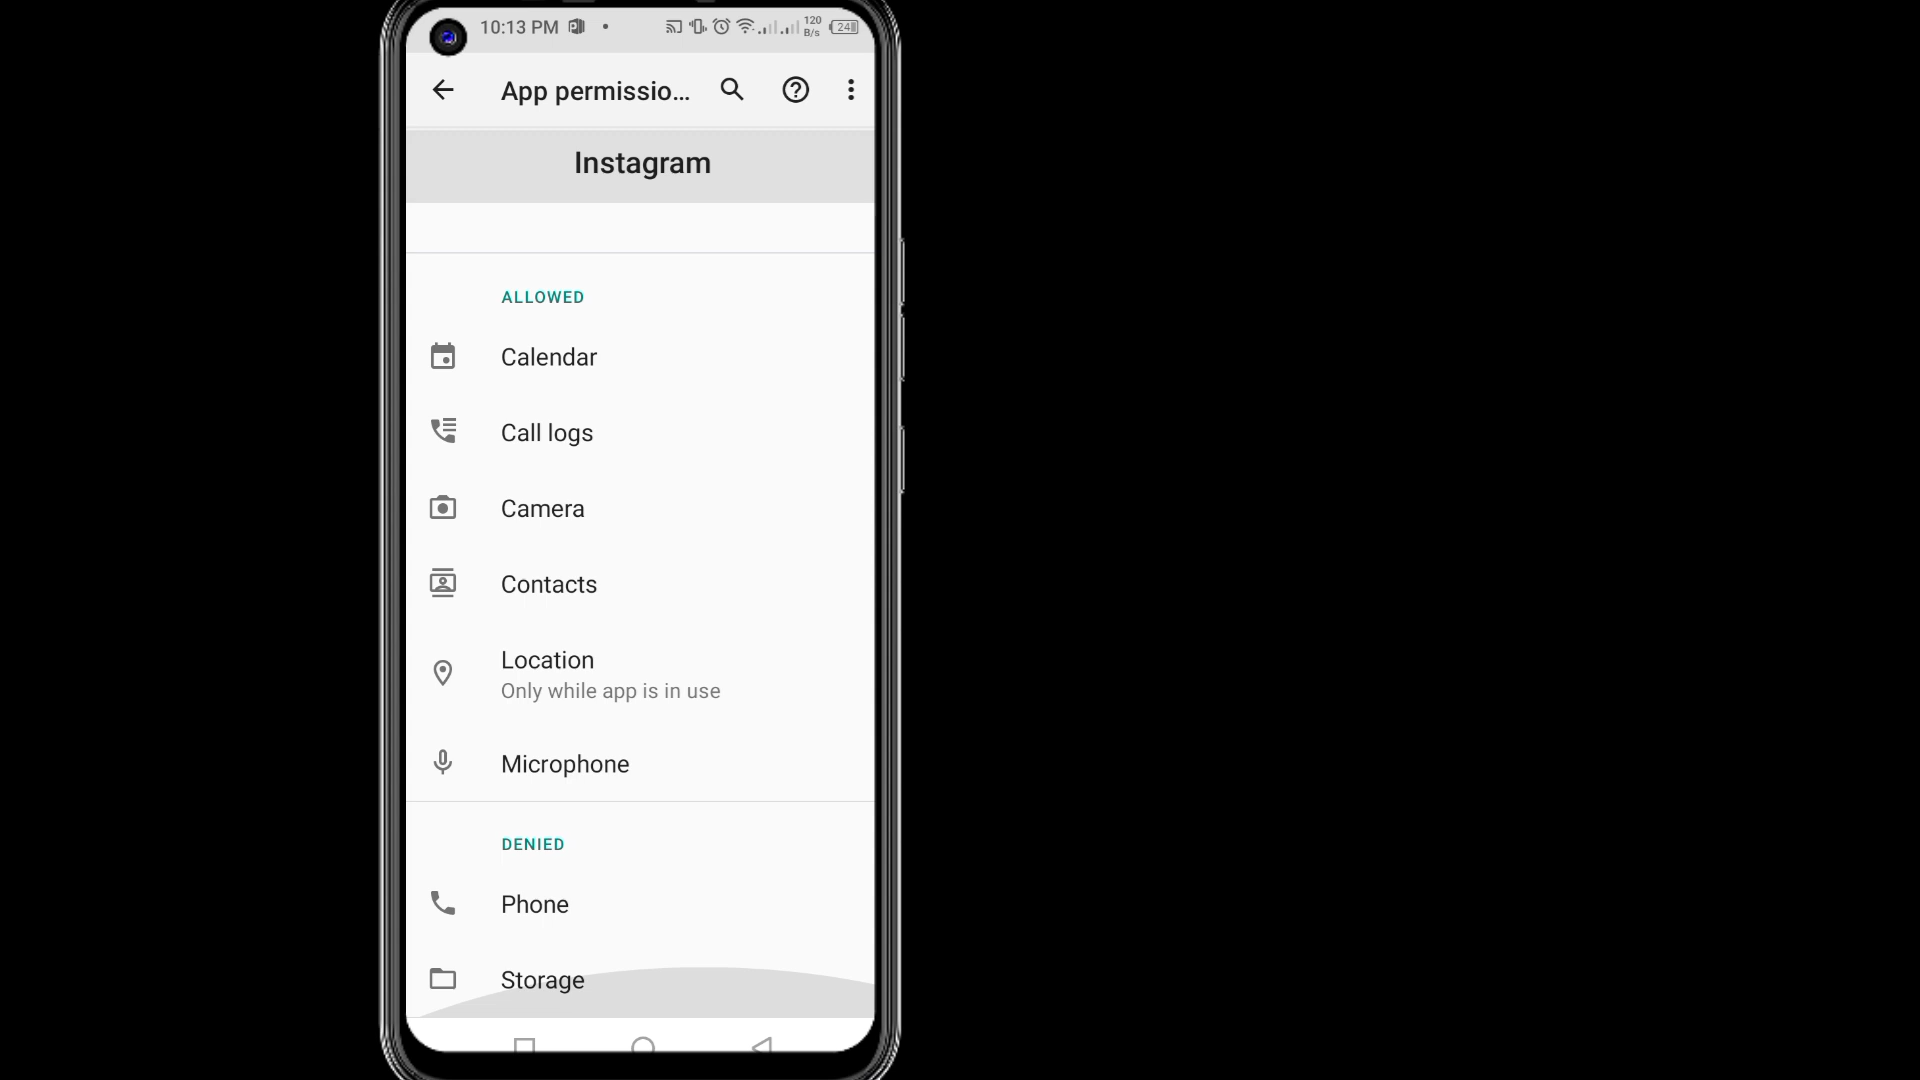 10:13 PM 120 B/s 24
App permissio...
Instagram
ALLOWED
Calendar
Call logs
Camera
Contacts
Location
Only while app is in use
Microphone
DENIED
Phone
Storage